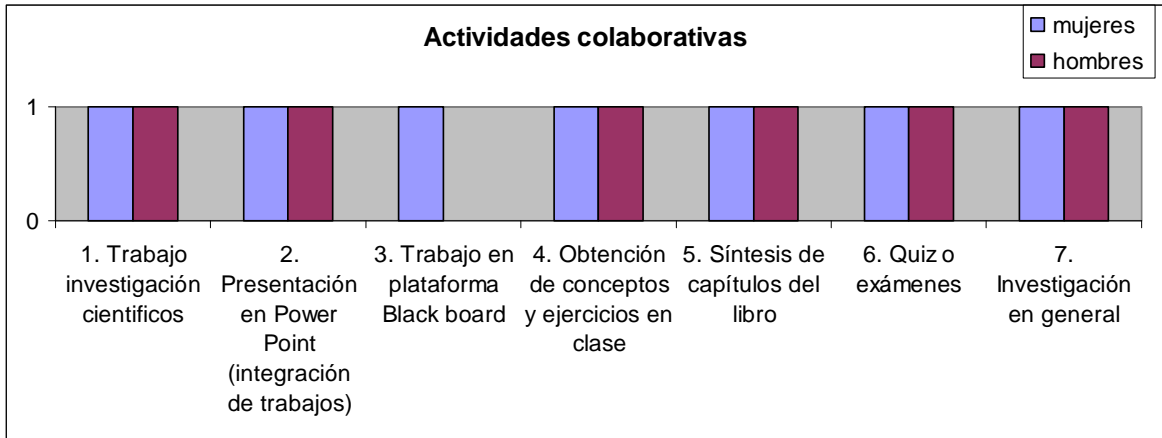 Actividades colaborativas
mujeres
hombres
1
0
1. Trabajo
investigación
cientificos
2.
Presentación
en Power
Point
(integración
de trabajos)
3. Trabajo en
plataforma
Black board
4. Obtención
de conceptos
y ejercicios en
clase
5. Síntesis de
capítulos del
libro
6. Quiz o
exámenes
7.
Investigación
en general